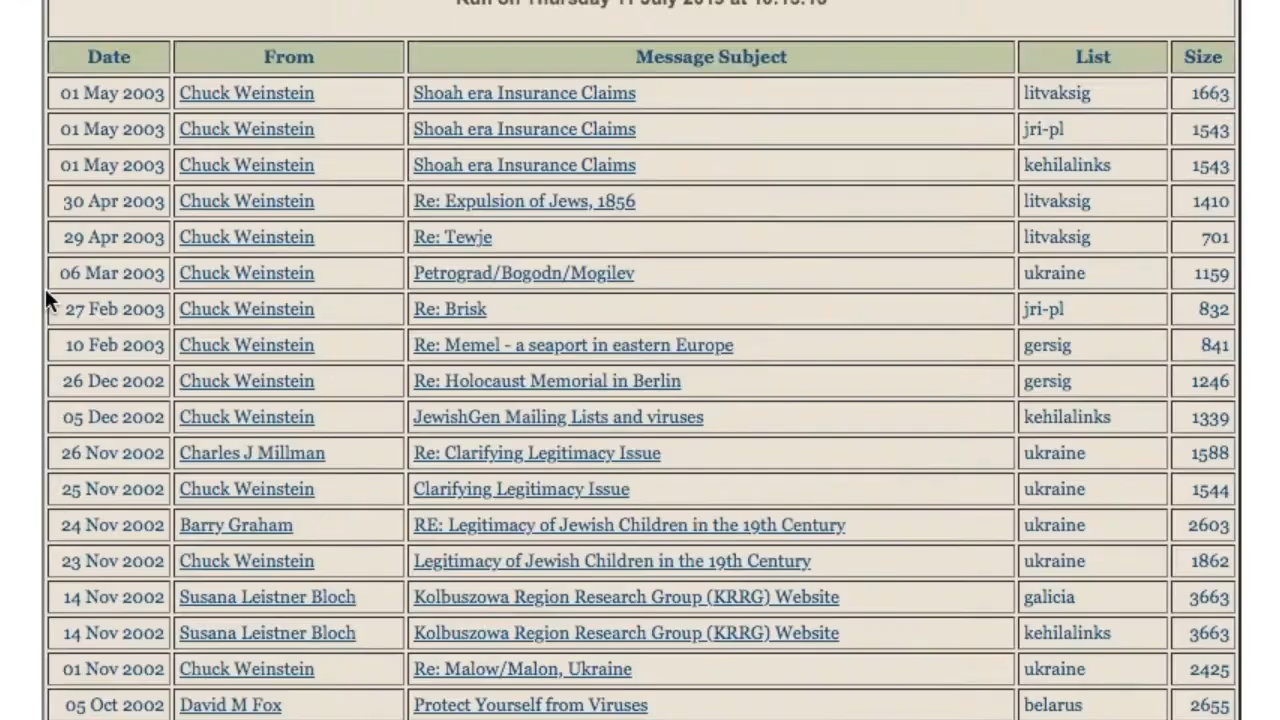 Run on Thursday 11 July 2013 at
Date From Message Subject List Size
01 May 2003 Chuck Weinstein Shoah era Insurance Claims litvaksig 1663
01 May 2003 Chuck Weinstein Shoah era Insurance Claims jri-pl 1543
01 May 2003 Chuck Weinstein Shoah era Insurance Claims kehilalinks 1543
30 Apr 2003 Chuck Weinstein Re: Expulsion of Jews, 1856 litvaksig 1410
29 Apr 2003 Chuck Weinstein Re: Tewje litvaksig 701
06 Mar 2003 Chuck Weinstein Petrograd/Bogodn/Mogilev ukraine 1159
27 Feb 2003 Chuck Weinstein Re: Brisk jri-pl 832
10 Feb 2003 Chuck Weinstein Re: Memel - a seaport in eastern Europe gersig 841
26 Dec 2002 Chuck Weinstein Re: Holocaust Memorial in Berlin gersig 1246
05 Dec 2002 Chuck Weinstein JewishGen Mailing Lists and viruses kehilalinks 1339
26 Nov 2002 Charles J Millman Re: Clarifying Legitimacy Issue ukraine 1588
25 Nov 2002 Chuck Weinstein Clarifying Legitimacy Issue ukraine 1544
24 Nov 2002 Barry Graham RE: Legitimacy of Jewish Children in the 19th Century ukraine 2603
23 Nov 2002 Chuck Weinstein Legitimacy of Jewish Children in the 19th Century ukraine 1862
14 Nov 2002 Susana Leistner Bloch Kolbuszowa Region Research Group (KRRG) Website galicia 3663
14 Nov 2002 Susana Leistner Bloch Kolbuszowa Region Research Group (KRRG) Website kehilalinks 3663
01 Nov 2002 Chuck Weinstein Re: Malow/Malon, Ukraine ukraine 2425
05 Oct 2002 David M Fox Protect Yourself from Viruses belarus 2655